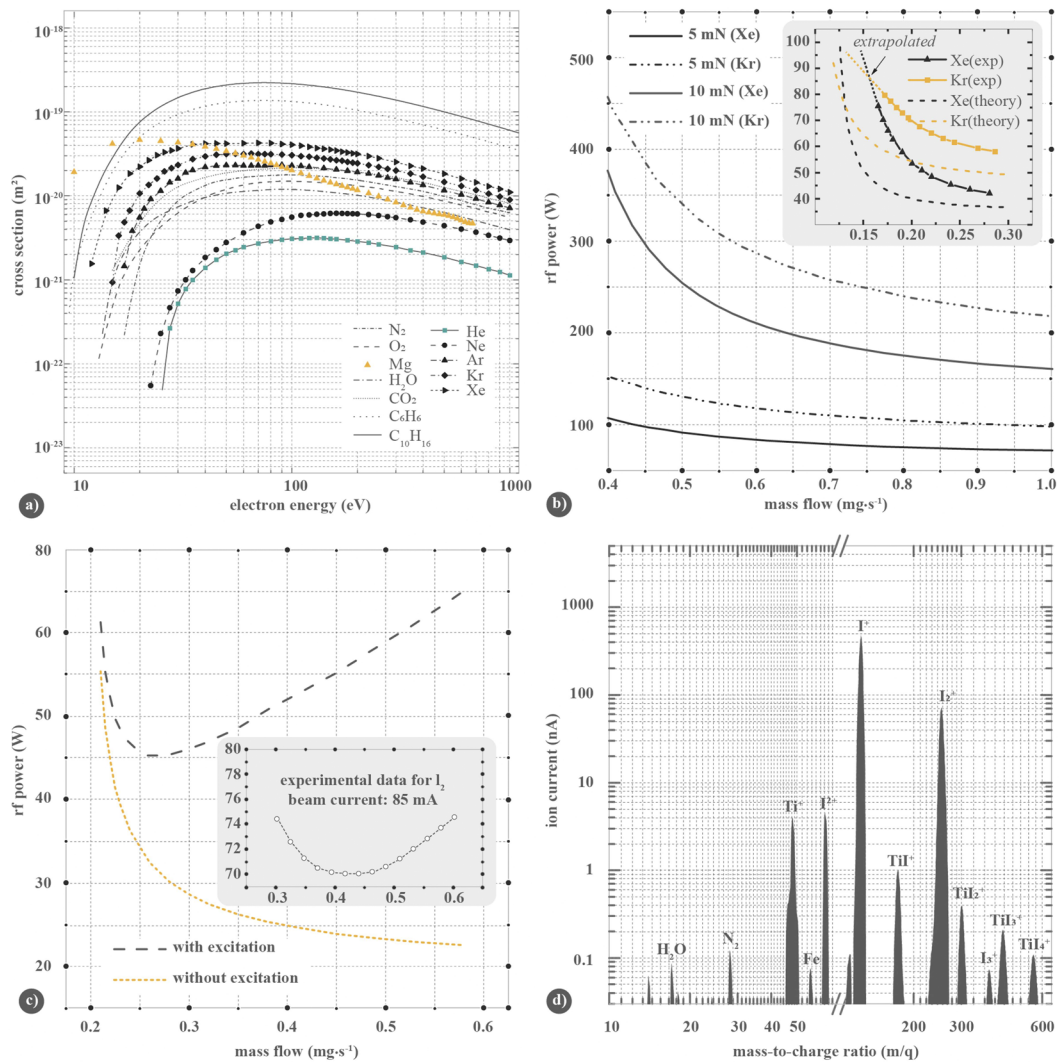 10⁻¹⁸
10⁻¹⁹
10⁻²⁰
10⁻²¹
10⁻²²
10⁻²³
cross section (m²)
N₂
O₂
Mg
H₂O
CO₂
C₆H₆
C₁₀H₁₆
He
Ne
Ar
Kr
Xe
10 100 1000
electron energy (eV)
a)
500
400
300
200
100
rf power (W)
5 mN (Xe)
5 mN (Kr)
10 mN (Xe)
10 mN (Kr)
100
90
80
70
60
50
40
extrapolated
Xe(exp)
Kr(exp)
Xe(theory)
Kr(theory)
0.15 0.20 0.25 0.30
0.4 0.5 0.6 0.7 0.8 0.9 1.0
mass flow (mg·s⁻¹)
b)
80
60
50
40
30
20
rf power (W)
80
78
76
74
72
70
experimental data for l₂
beam current: 85 mA
0.3 0.4 0.5 0.6
with excitation
without excitation
0.2 0.3 0.4 0.5 0.6
mass flow (mg·s⁻¹)
c)
1000
100
10
1
0.1
ion current (nA)
H₂O
N₂
Ti⁺
Fe
I²⁺
I⁺
TiI⁺
I₂⁺
TiI₂⁺
I₃⁺
TiI₃⁺
TiI₄⁺
10 20 30 40 50 200 300 600
mass-to-charge ratio (m/q)
d)